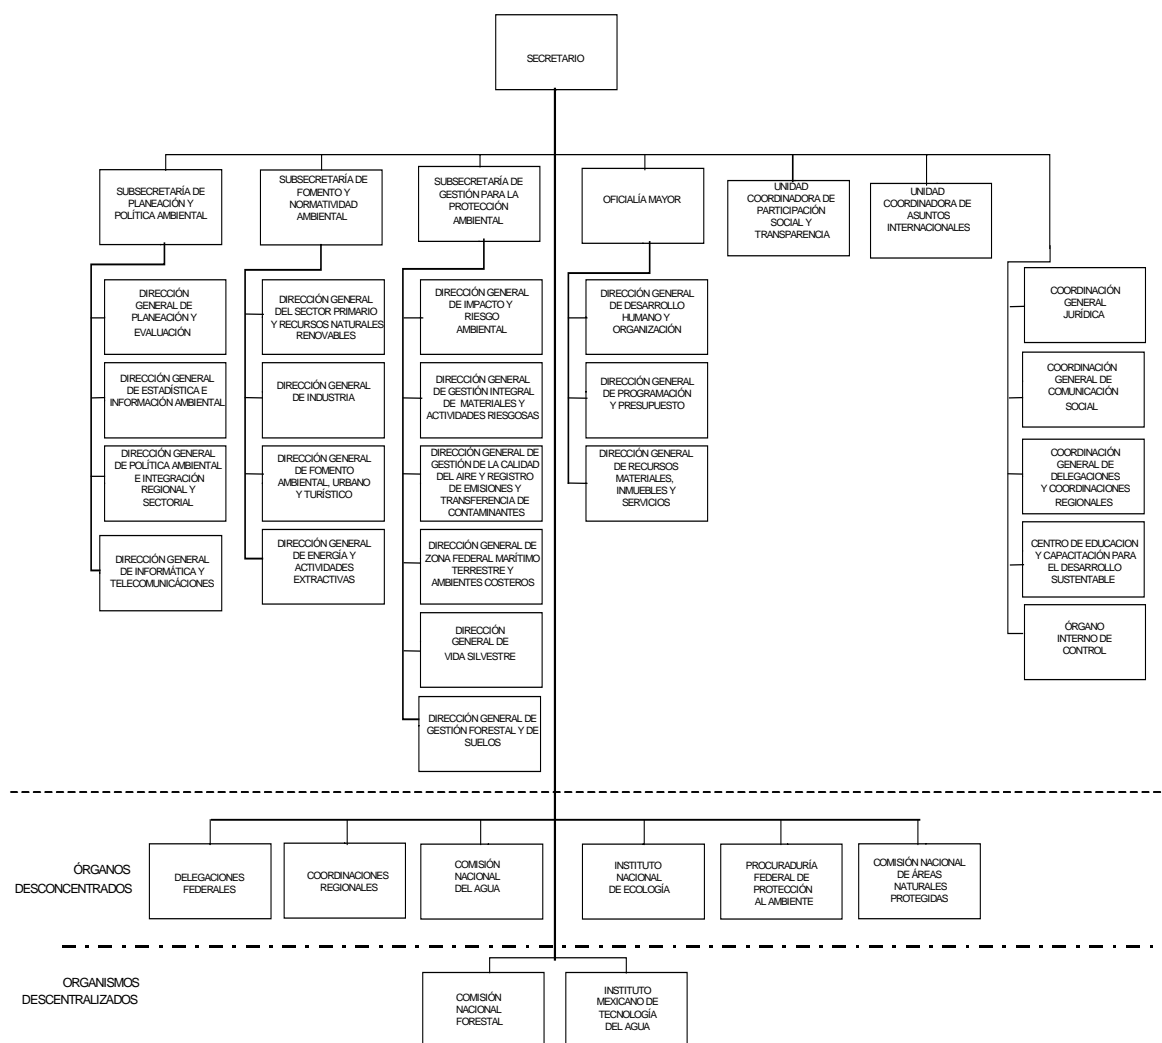 SECRETARIO
SUBSECRETARÍA DE
PLANEACIÓN Y
POLÍTICA AMBIENTAL
SUBSECRETARÍA DE
FOMENTO Y
NORMATIVIDAD
AMBIENTAL
SUBSECRETARÍA DE
GESTIÓN PARA LA
PROTECCIÓN
AMBIENTAL
OFICIALÍA MAYOR
UNIDAD
COORDINADORA DE
PARTICIPACIÓN
SOCIAL Y
TRANSPARENCIA
UNIDAD
COORDINADORA DE
ASUNTOS
INTERNACIONALES
DIRECCIÓN
GENERAL DE
PLANEACIÓN Y
EVALUACIÓN
DIRECCIÓN GENERAL
DE ESTADÍSTICA E
INFORMACIÓN AMBIENTAL
DIRECCIÓN GENERAL
DE POLÍTICA AMBIENTAL
E INTEGRACIÓN
REGIONAL Y
SECTORIAL
DIRECCIÓN GENERAL
DE INFORMÁTICA Y
TELECOMUNICÁCIONES
DIRECCIÓN GENERAL
DEL SECTOR PRIMARIO
Y RECURSOS NATURALES
RENOVABLES
DIRECCIÓN GENERAL
DE INDUSTRIA
DIRECCIÓN GENERAL
DE FOMENTO
AMBIENTAL, URBANO
Y TURÍSTICO
DIRECCIÓN GENERAL
DE ENERGÍA Y
ACTIVIDADES
EXTRACTIVAS
DIRECCIÓN GENERAL
DE IMPACTO Y
RIESGO
AMBIENTAL
DIRECCIÓN GENERAL
DE GESTIÓN INTEGRAL
DE MATERIALES Y
ACTIVIDADES RIESGOSAS
DIRECCIÓN GENERAL DE
GESTIÓN DE LA CALIDAD
DEL AIRE Y REGISTRO
DE EMISIONES Y
TRANSFERENCIA DE
CONTAMINANTES
DIRECCIÓN GENERAL DE
ZONA FEDERAL MARÍTIMO
TERRESTRE Y
AMBIENTES COSTEROS
DIRECCIÓN
GENERAL DE
VIDA SILVESTRE
DIRECCIÓN GENERAL DE
GESTIÓN FORESTAL Y DE
SUELOS
DIRECCIÓN GENERAL
DE DESARROLLO
HUMANO Y
ORGANIZACIÓN
DIRECCIÓN GENERAL
DE PROGRAMACIÓN
Y PRESUPUESTO
DIRECCIÓN GENERAL
DE RECURSOS
MATERIALES,
INMUEBLES Y
SERVICIOS
COORDINACIÓN
GENERAL
JURÍDICA
COORDINACIÓN
GENERAL DE
COMUNICACIÓN
SOCIAL
COORDINACIÓN
GENERAL DE
DELEGACIONES
Y COORDINACIONES
REGIONALES
CENTRO DE EDUCACION
Y CAPACITACIÓN PARA
EL DESARROLLO
SUSTENTABLE
ÓRGANO
INTERNO DE
CONTROL
ÓRGANOS
DESCONCENTRADOS
DELEGACIONES
FEDERALES
COORDINACIONES
REGIONALES
COMISIÓN
NACIONAL
DEL AGUA
INSTITUTO
NACIONAL
DE ECOLOGÍA
PROCURADURÍA
FEDERAL DE
PROTECCIÓN
AL AMBIENTE
COMISIÓN NACIONAL
DE ÁREAS
NATURALES
PROTEGIDAS
ORGANISMOS
DESCENTRALIZADOS
COMISIÓN
NACIONAL
FORESTAL
INSTITUTO
MEXICANO DE
TECNOLOGÍA
DEL AGUA